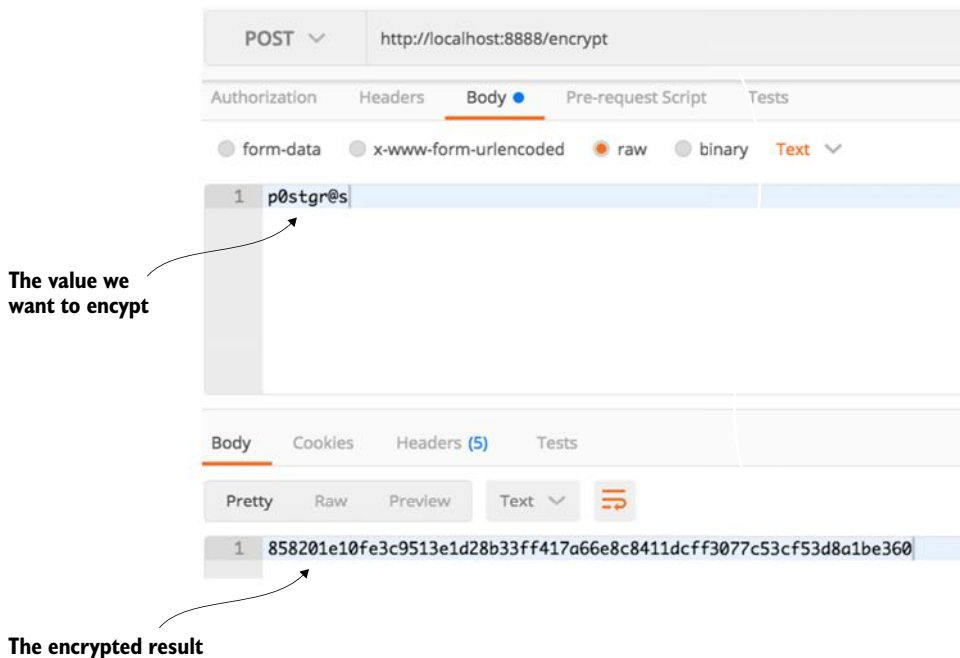 POST http://localhost:8888/encrypt
Authorization Headers Body Pre-request Script Tests
form-data x-www-form-urlencoded raw binary Text
1 p0stgr@s
The value we
want to encypt
Body Cookies Headers (5) Tests
Pretty Raw Preview Text
1 858201e10fe3c9513e1d28b33ff417a66e8c8411dcff3077c53cf53d8a1be360
The encrypted result